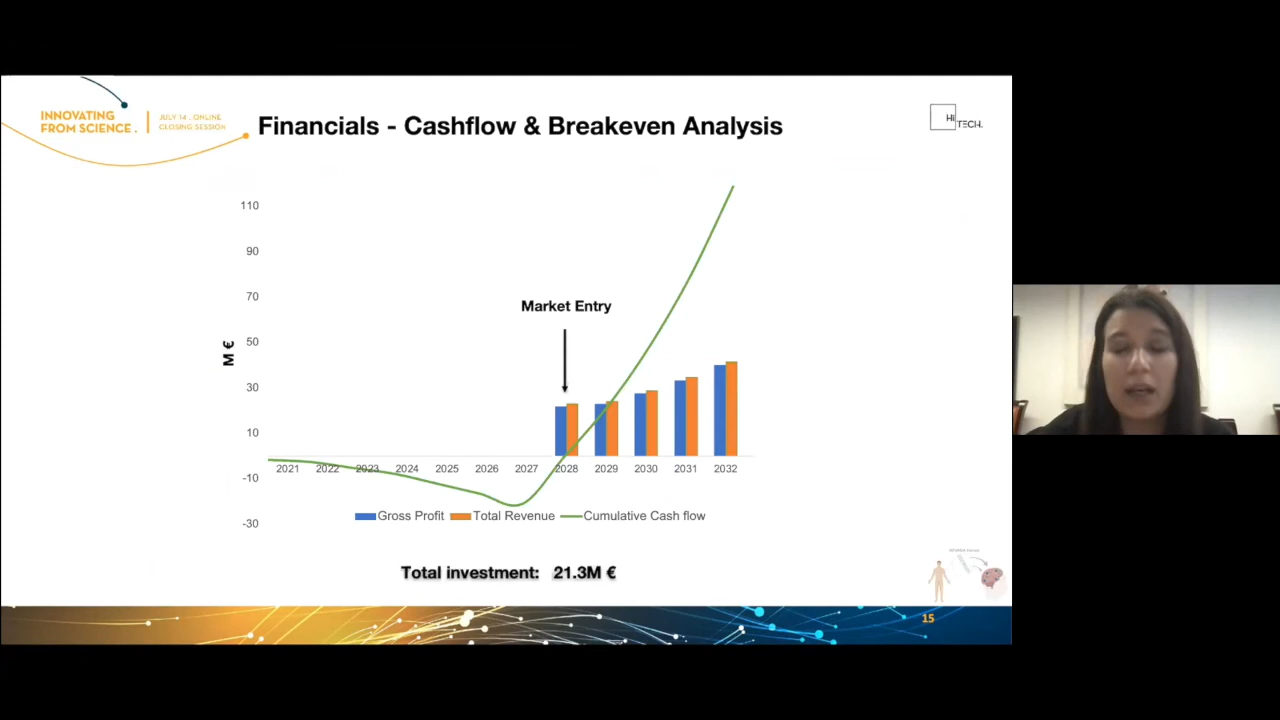 INNOVATING
FROM SCIENCE.
JULY 14 . ONLINE
CLOSING SESSION
Financials - Cashflow & Breakeven Analysis
Hi
TECH.
110
90
70
50
30
10
-10
-30
M €
Market Entry
2021 2022 2023 2024 2025 2026 2027 2028 2029 2030 2031 2032
Gross Profit Total Revenue Cumulative Cash flow
Total investment: 21.3M €
15